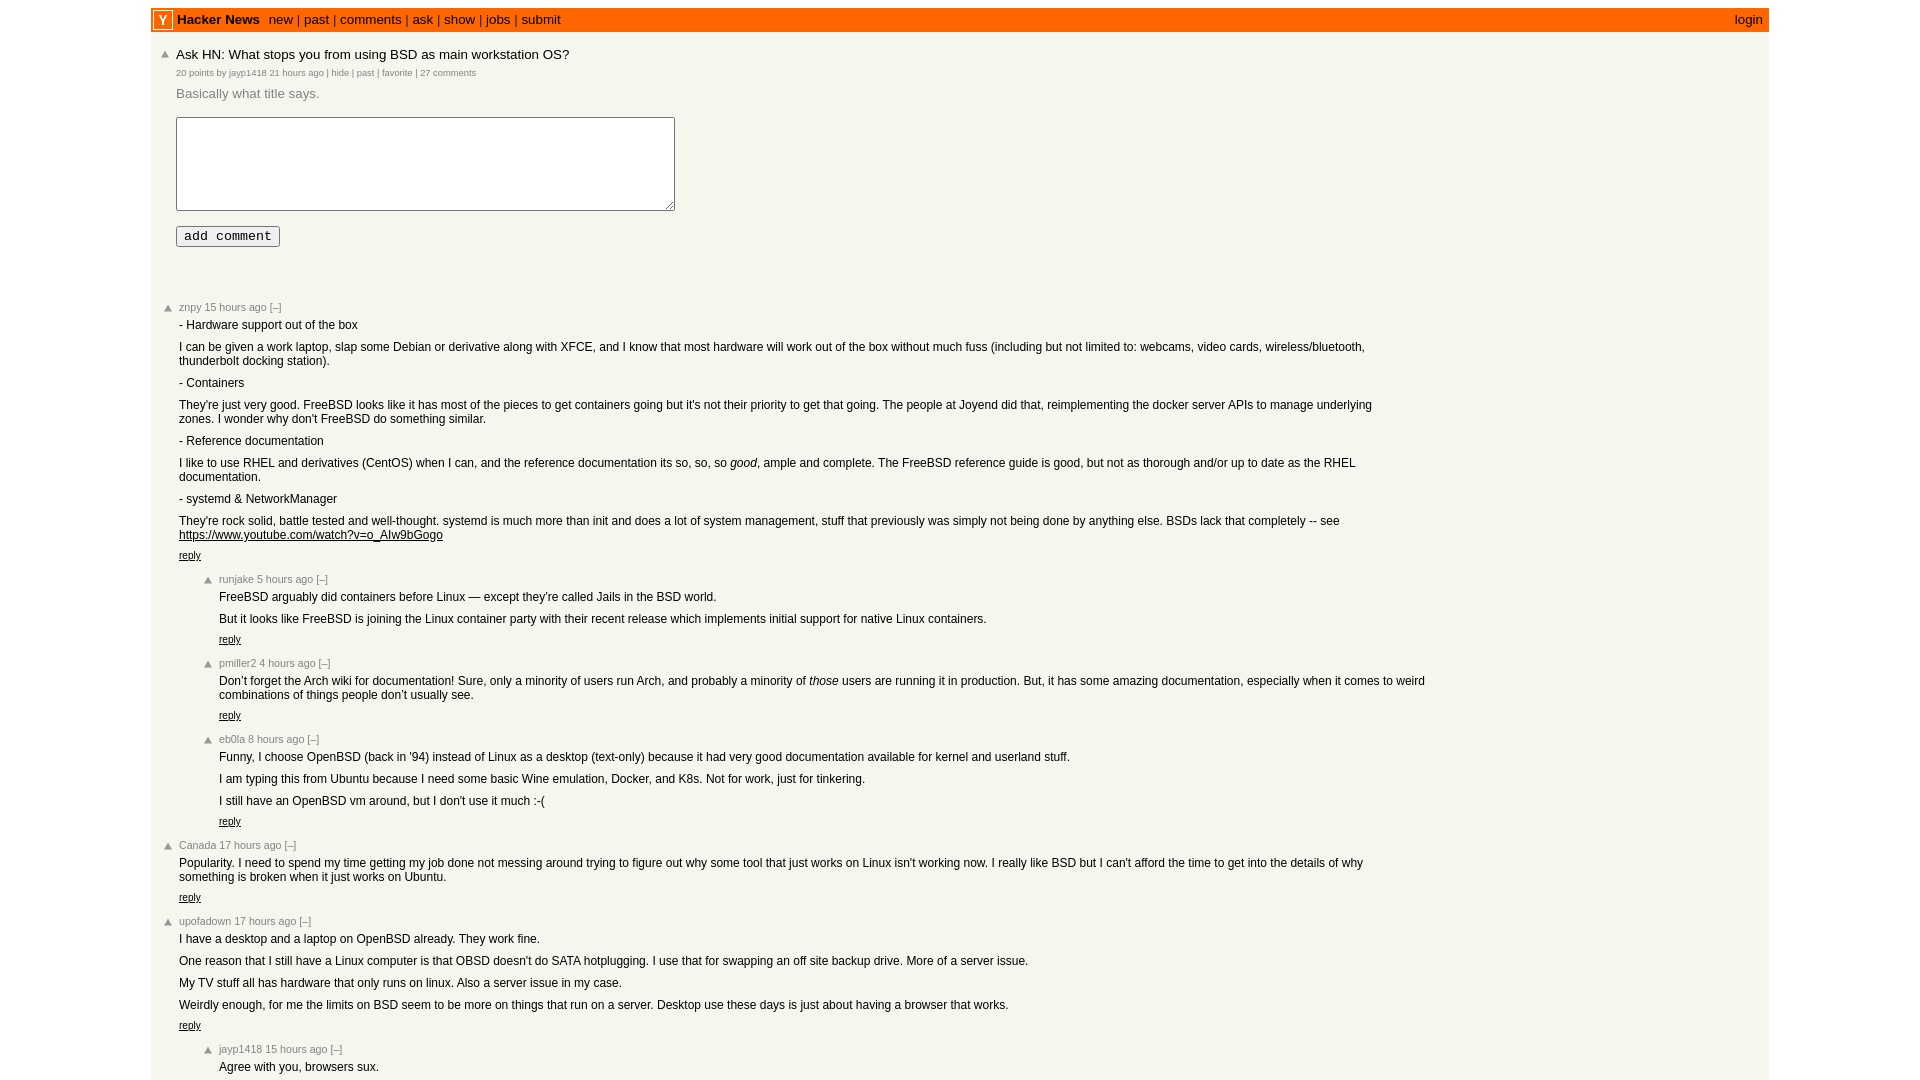 Y Hacker News new | past | comments | ask | show | jobs | submit login
Ask HN: What stops you from using BSD as main workstation OS?
20 points by jayp1418 21 hours ago | hide | past | favorite | 27 comments
Basically what title says.
add comment
znpy 15 hours ago [–]
- Hardware support out of the box
I can be given a work laptop, slap some Debian or derivative along with XFCE, and I know that most hardware will work out of the box without much fuss (including but not limited to: webcams, video cards, wireless/bluetooth,
thunderbolt docking station).
- Containers
They're just very good. FreeBSD looks like it has most of the pieces to get containers going but it's not their priority to get that going. The people at Joyend did that, reimplementing the docker server APIs to manage underlying
zones. I wonder why don't FreeBSD do something similar.
- Reference documentation
I like to use RHEL and derivatives (CentOS) when I can, and the reference documentation its so, so, so good, ample and complete. The FreeBSD reference guide is good, but not as thorough and/or up to date as the RHEL
documentation.
- systemd & NetworkManager
They're rock solid, battle tested and well-thought. systemd is much more than init and does a lot of system management, stuff that previously was simply not being done by anything else. BSDs lack that completely -- see
https://www.youtube.com/watch?v=o_AIw9bGogo
reply
runjake 5 hours ago [–]
FreeBSD arguably did containers before Linux — except they’re called Jails in the BSD world.
But it looks like FreeBSD is joining the Linux container party with their recent release which implements initial support for native Linux containers.
reply
pmiller2 4 hours ago [–]
Don’t forget the Arch wiki for documentation! Sure, only a minority of users run Arch, and probably a minority of those users are running it in production. But, it has some amazing documentation, especially when it comes to weird
combinations of things people don’t usually see.
reply
eb0la 8 hours ago [–]
Funny, I choose OpenBSD (back in '94) instead of Linux as a desktop (text-only) because it had very good documentation available for kernel and userland stuff.
I am typing this from Ubuntu because I need some basic Wine emulation, Docker, and K8s. Not for work, just for tinkering.
I still have an OpenBSD vm around, but I don't use it much :-(
reply
Canada 17 hours ago [–]
Popularity. I need to spend my time getting my job done not messing around trying to figure out why some tool that just works on Linux isn't working now. I really like BSD but I can't afford the time to get into the details of why
something is broken when it just works on Ubuntu.
reply
upofadown 17 hours ago [–]
I have a desktop and a laptop on OpenBSD already. They work fine.
One reason that I still have a Linux computer is that OBSD doesn't do SATA hotplugging. I use that for swapping an off site backup drive. More of a server issue.
My TV stuff all has hardware that only runs on linux. Also a server issue in my case.
Weirdly enough, for me the limits on BSD seem to be more on things that run on a server. Desktop use these days is just about having a browser that works.
reply
jayp1418 15 hours ago [–]
Agree with you, browsers sux.